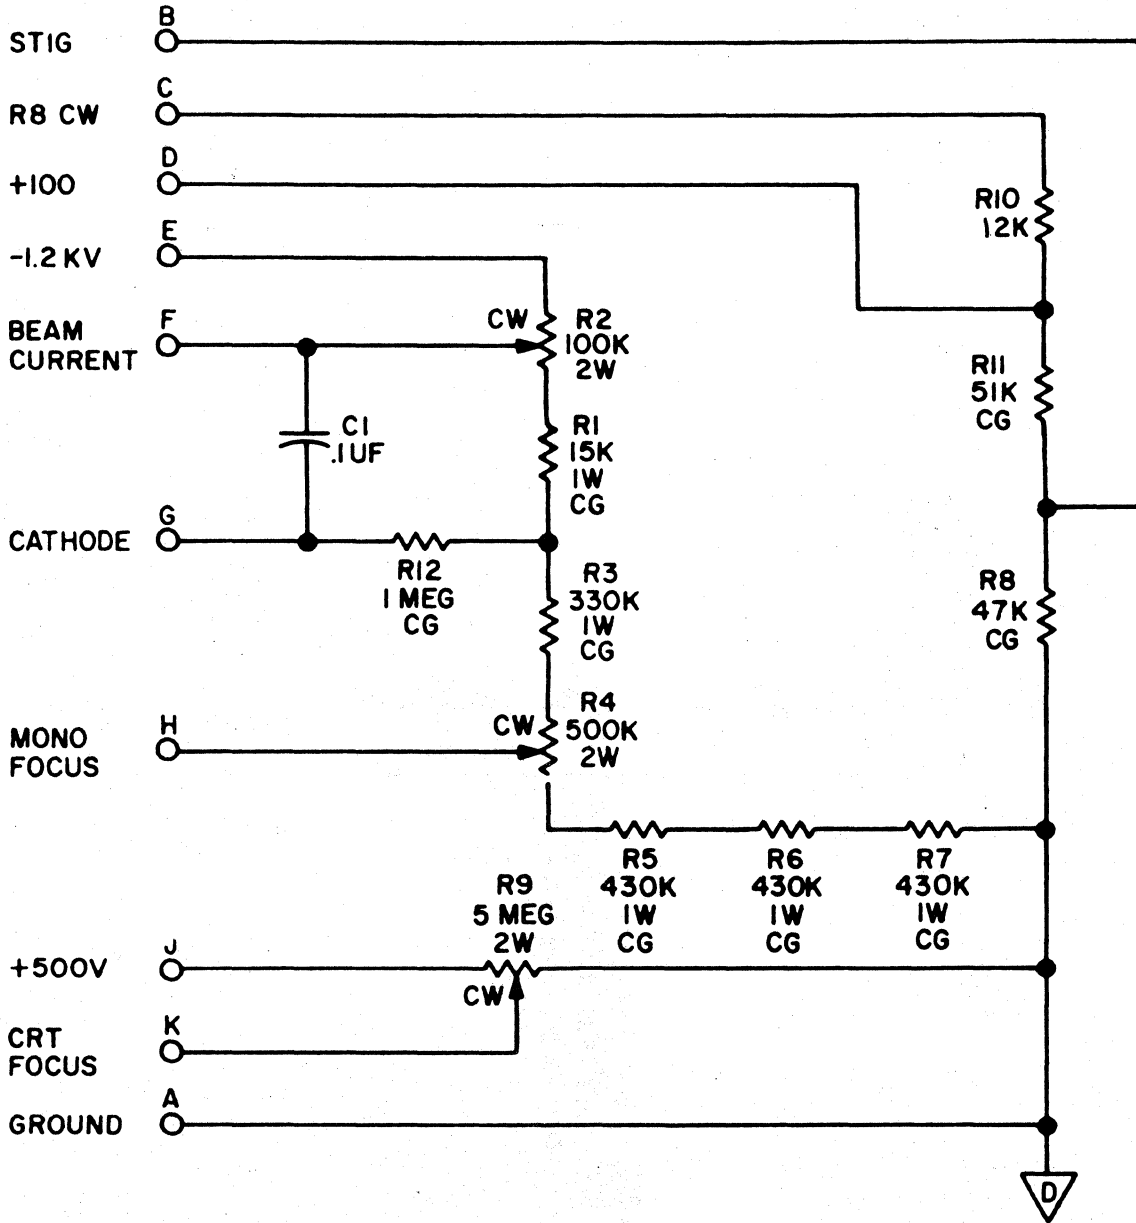 B
STIG
C
R8 CW
D
+100
R10
12K
E
-1.2 KV
F
BEAM
CURRENT
CW
R2
100K
2W
R11
51K
CG
C1
.1UF
R1
15K
1W
CG
G
CATHODE
R12
1 MEG
CG
R3
330K
1W
CG
R8
47K
CG
H
MONO
FOCUS
CW
R4
500K
2W
R5
430K
1W
CG
R6
430K
1W
CG
R7
430K
1W
CG
R9
5 MEG
2W
J
+500V
CW
K
CRT
FOCUS
A
GROUND
D